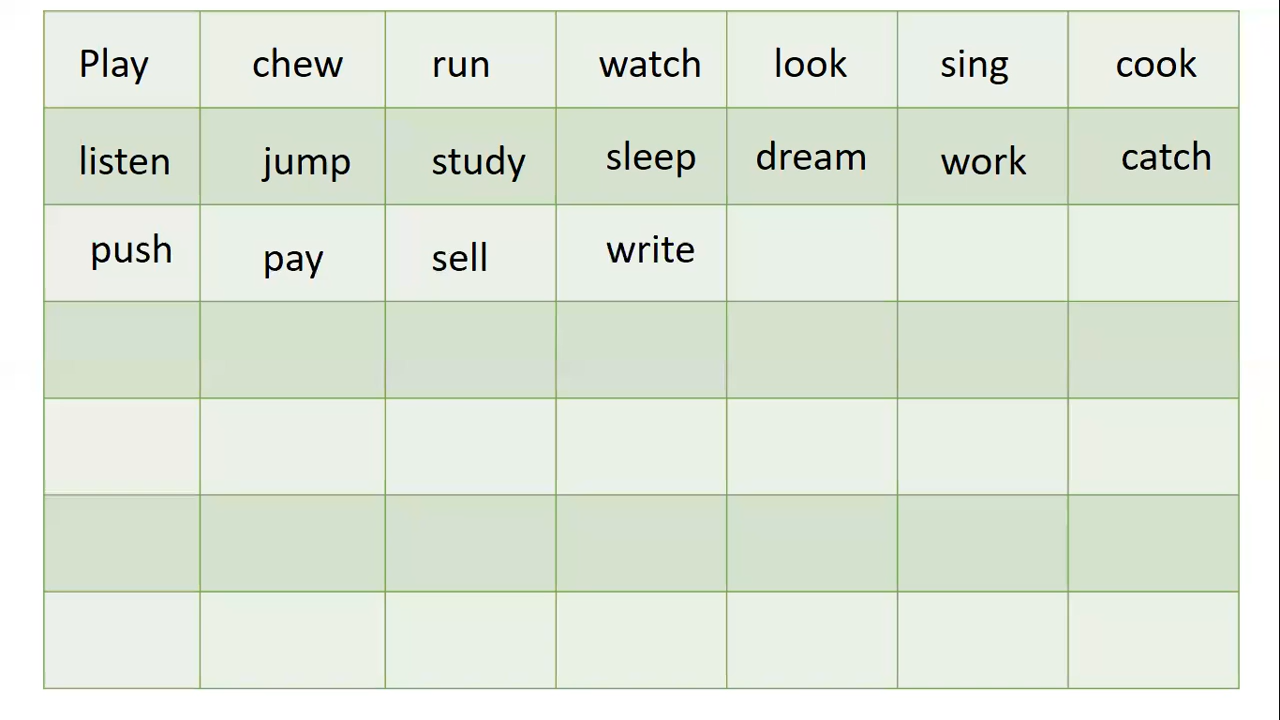 Play chew run watch look sing cook
listen jump study sleep dream work catch
push pay sell write